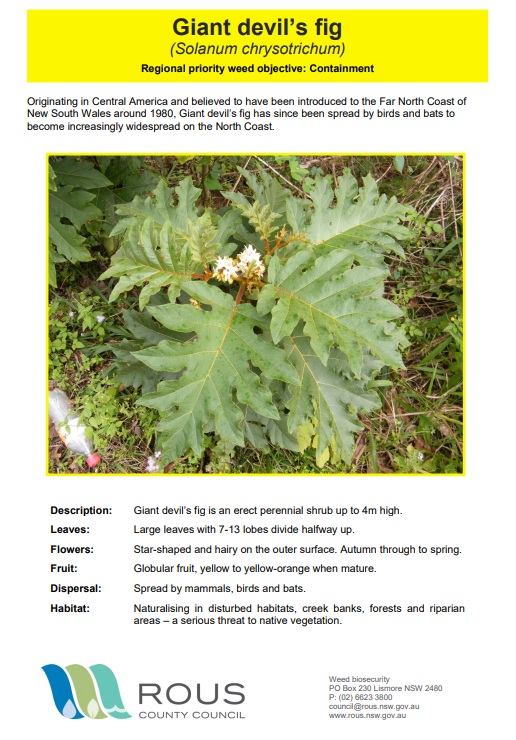 Giant devil’s fig
(Solanum chrysotrichum)
Regional priority weed objective: Containment
Originating in Central America and believed to have been introduced to the Far North Coast of
New South Wales around 1980, Giant devil’s fig has since been spread by birds and bats to
become increasingly widespread on the North Coast.
Description: Giant devil’s fig is an erect perennial shrub up to 4m high.
Leaves: Large leaves with 7-13 lobes divide halfway up.
Flowers: Star-shaped and hairy on the outer surface. Autumn through to spring.
Fruit: Globular fruit, yellow to yellow-orange when mature.
Dispersal: Spread by mammals, birds and bats.
Habitat: Naturalising in disturbed habitats, creek banks, forests and riparian
areas – a serious threat to native vegetation.
ROUS
COUNTY COUNCIL
Weed biosecurity
PO Box 230 Lismore NSW 2480
P: (02) 6623 3800
council@rous.nsw.gov.au
www.rous.nsw.gov.au